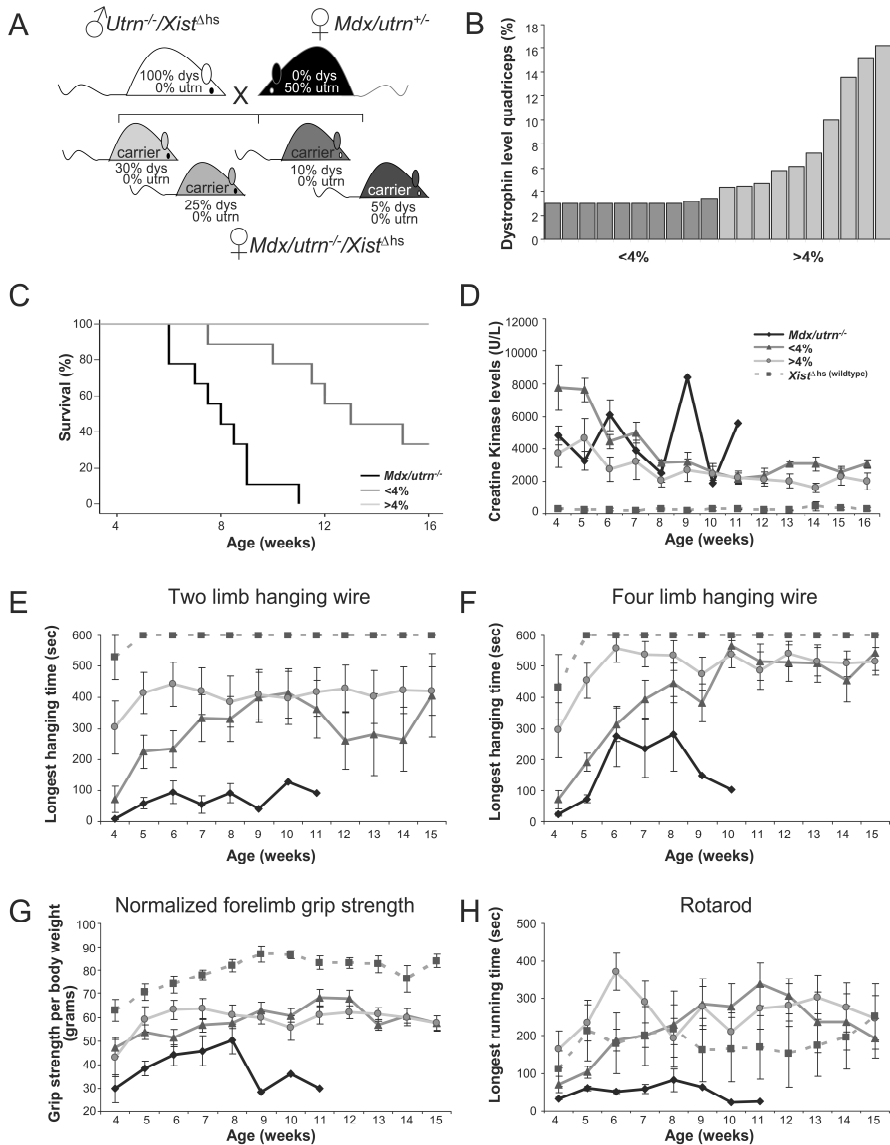 A
♂Utrn-/-/XistΔhs
♀ Mdx/utrn+/-
100% dys
0% utrn
X
0% dys
50% utrn
carrier
30% dys
0% utrn
carrier
25% dys
0% utrn
carrier
10% dys
0% utrn
carrier
5% dys
0% utrn
♀ Mdx/utrn-/-/XistΔhs
B
Dystrophin level quadriceps (%)
18
16
14
12
10
8
6
4
2
0
<4%
>4%
C
Survival (%)
100
80
60
40
20
0
4
8
12
16
Age (weeks)
Mdx/utrn-/-
<4%
>4%
D
Creatine Kinase levels (U/L)
12000
10000
8000
6000
4000
2000
0
4 5 6 7 8 9 10 11 12 13 14 15 16
Age (weeks)
Mdx/utrn-/-
<4%
>4%
XistΔhs (wildtype)
E
Two limb hanging wire
Longest hanging time (sec)
600
500
400
300
200
100
0
4 5 6 7 8 9 10 11 12 13 14 15
Age (weeks)
F
Four limb hanging wire
Longest hanging time (sec)
600
500
400
300
200
100
0
4 5 6 7 8 9 10 11 12 13 14 15
Age (weeks)
G
Normalized forelimb grip strength
Grip strength per body weight
(grams)
100
90
80
70
60
50
40
30
20
4 5 6 7 8 9 10 11 12 13 14 15
Age (weeks)
H
Rotarod
Longest running time (sec)
500
400
300
200
100
0
4 5 6 7 8 9 10 11 12 13 14 15
Age (weeks)